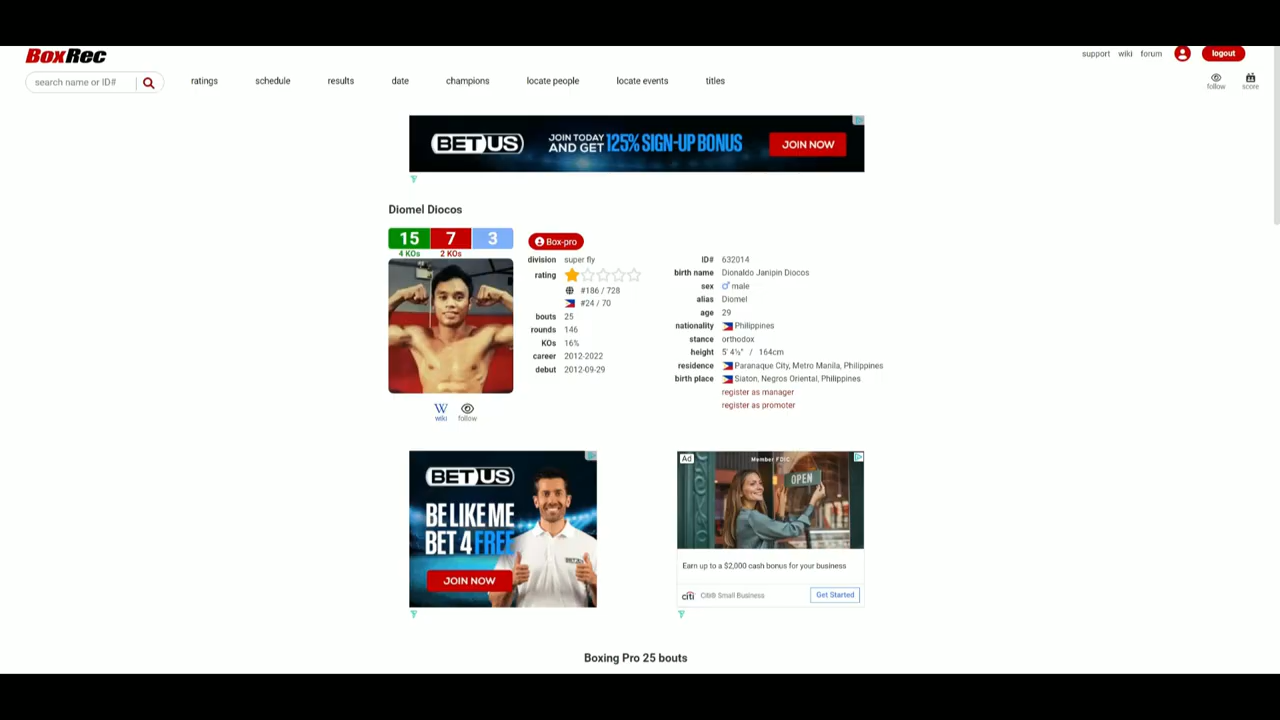 BoxRec
support wiki forum logout
search name or ID#
ratings schedule results date champions locate people locate events titles
follow score
BETUS JOIN TODAY AND GET 125% SIGN-UP BONUS JOIN NOW
Diomel Diocos
15 7 3
4 KOs 2 KOs
Box-pro
division super fly
rating
#186 / 728
#24 / 70
bouts 25
rounds 146
KOs 16%
career 2012-2022
debut 2012-09-29
ID# 632014
birth name Dionaldo Janipin Diocos
sex ♂ male
alias Diomel
age 29
nationality Philippines
stance orthodox
height 5' 4½" / 164cm
residence Paranaque City, Metro Manila, Philippines
birth place Siaton, Negros Oriental, Philippines
register as manager
register as promoter
W
wiki follow
BETUS
BE LIKE ME
BET 4 FREE
JOIN NOW
BETUS
Ad
Member FDIC
OPEN
Earn up to a $2,000 cash bonus for your business
citi Citi® Small Business Get Started
Boxing Pro 25 bouts